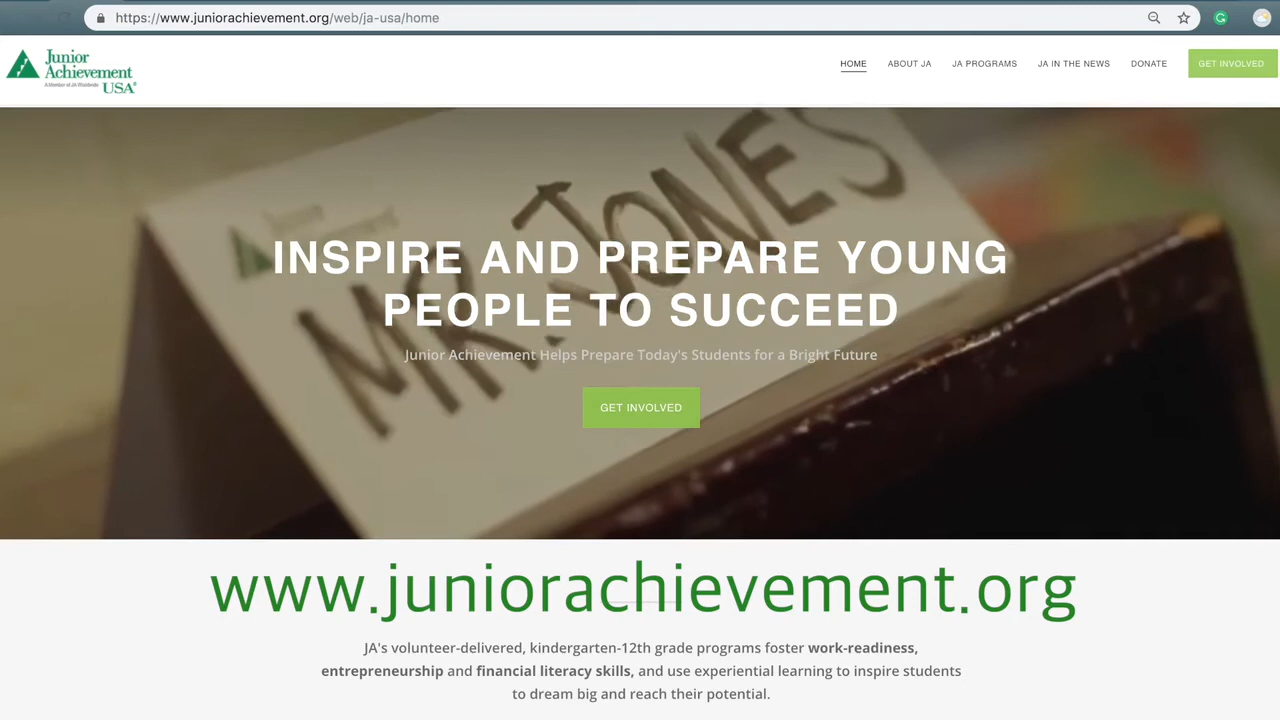 https://www.juniorachievement.org/web/ja-usa/home
Junior
Achievement
USA®
HOME
ABOUT JA
JA PROGRAMS
JA IN THE NEWS
DONATE
GET INVOLVED
MR. JONES
INSPIRE AND PREPARE YOUNG
PEOPLE TO SUCCEED
Junior Achievement Helps Prepare Today's Students for a Bright Future
GET INVOLVED
www.juniorachievement.org
JA's volunteer-delivered, kindergarten-12th grade programs foster work-readiness,
entrepreneurship and financial literacy skills, and use experiential learning to inspire students
to dream big and reach their potential.